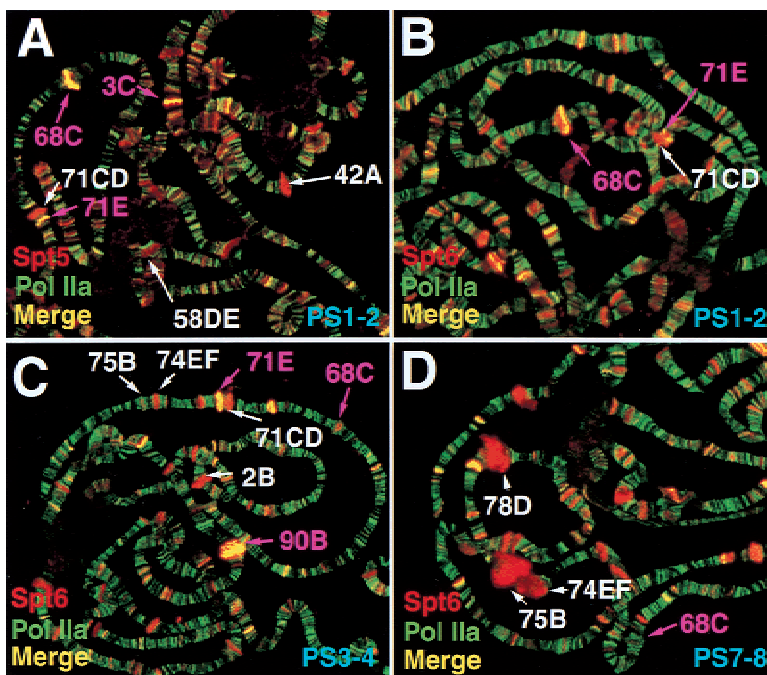 A
3C
68C
71CD
71E
42A
Spt5
Pol IIa
Merge
58DE
PS1-2
B
71E
68C
71CD
Spt6
Pol IIa
Merge
PS1-2
C
75B 74EF 71E 68C
71CD
2B
90B
Spt6
Pol IIa
Merge
PS3-4
D
78D
74EF
75B
Spt6
Pol IIa
68C
Merge
PS7-8